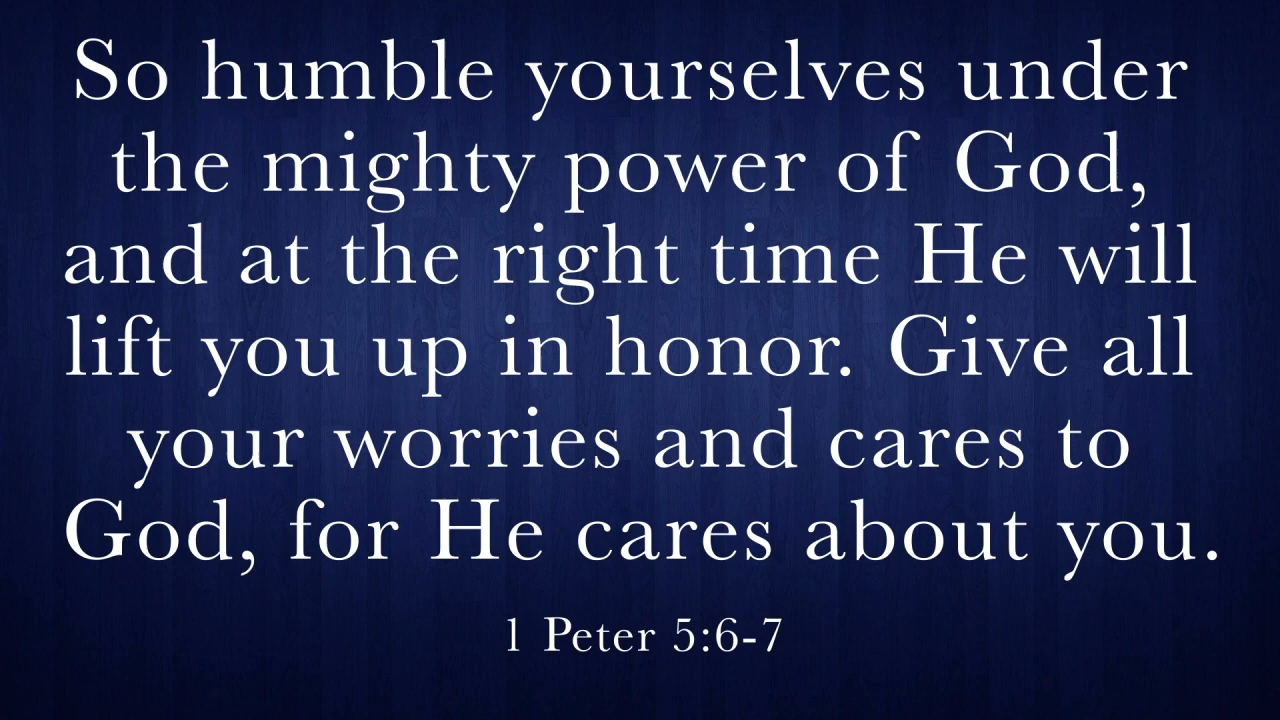 So humble yourselves under
the mighty power of God,
and at the right time He will
lift you up in honor. Give all
your worries and cares to
God, for He cares about you.
1 Peter 5:6-7